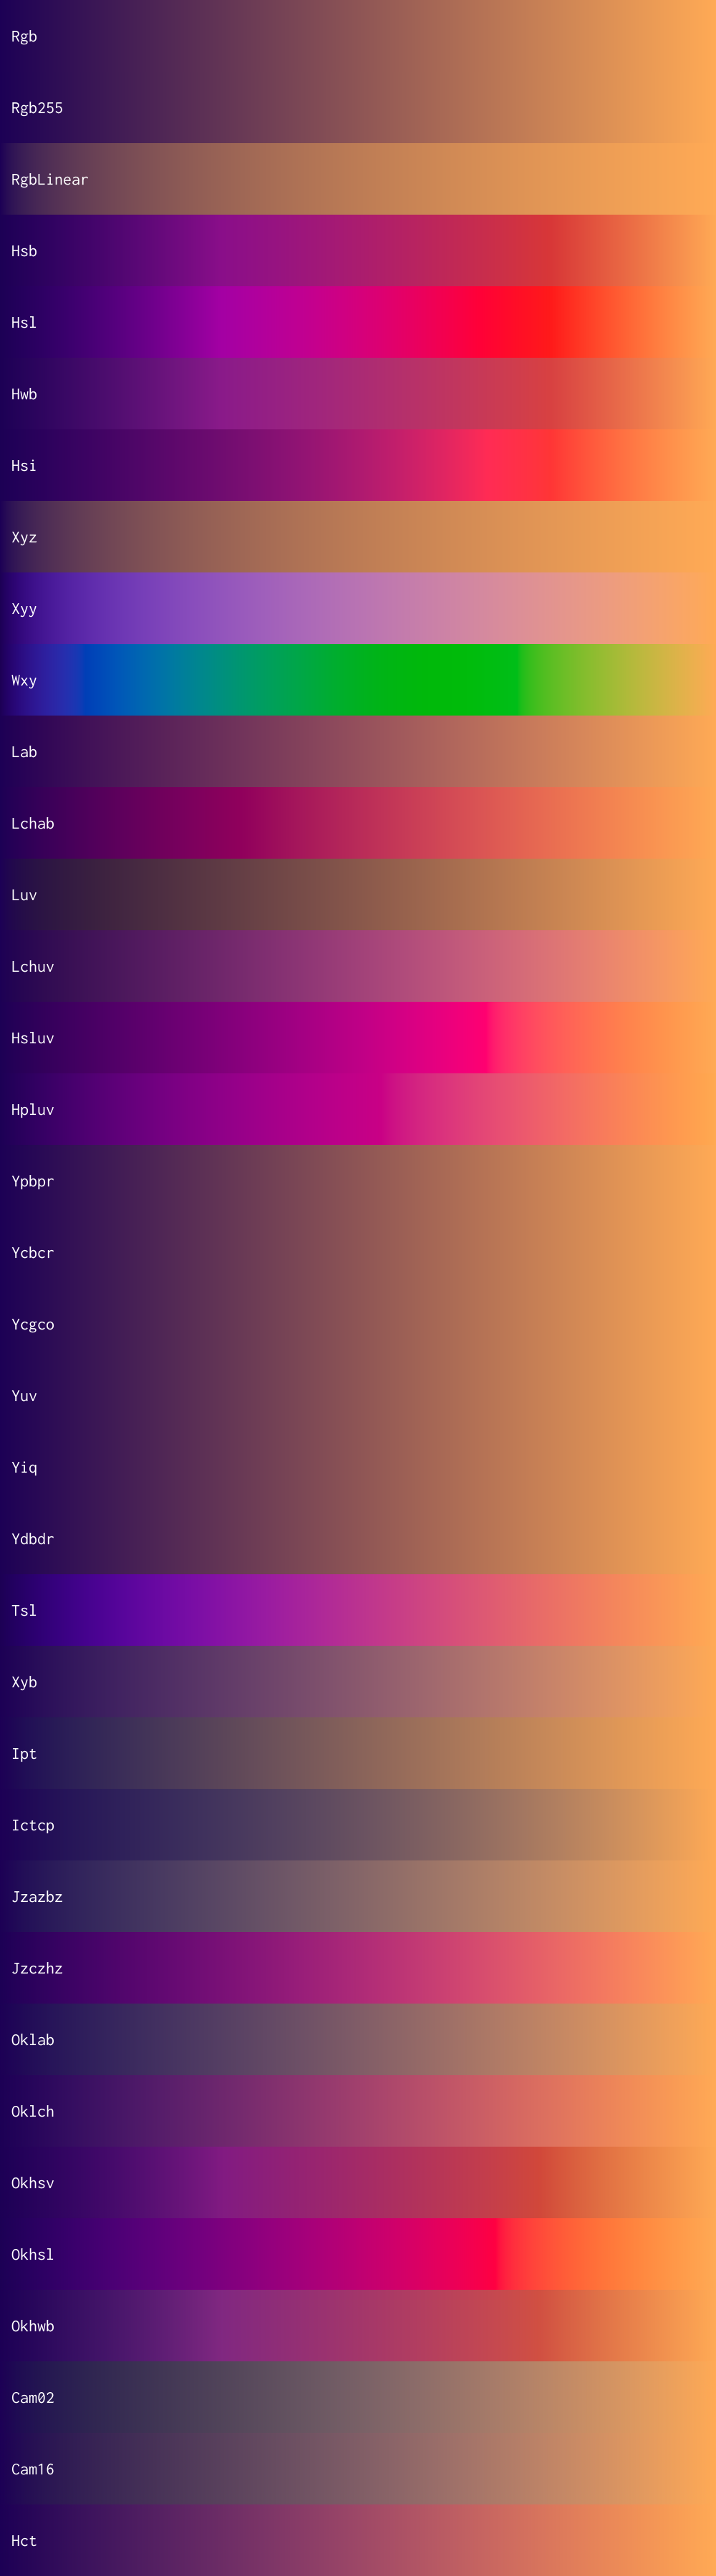 Rgb
Rgb255
RgbLinear
Hsb
Hsl
Hwb
Hsi
Xyz
Xyy
Wxy
Lab
Lchab
Luv
Lchuv
Hsluv
Hpluv
Ypbpr
Ycbcr
Ycgco
Yuv
Yiq
Ydbdr
Tsl
Xyb
Ipt
Ictcp
Jzazbz
Jzczhz
Oklab
Oklch
Okhsv
Okhsl
Okhwb
Cam02
Cam16
Hct